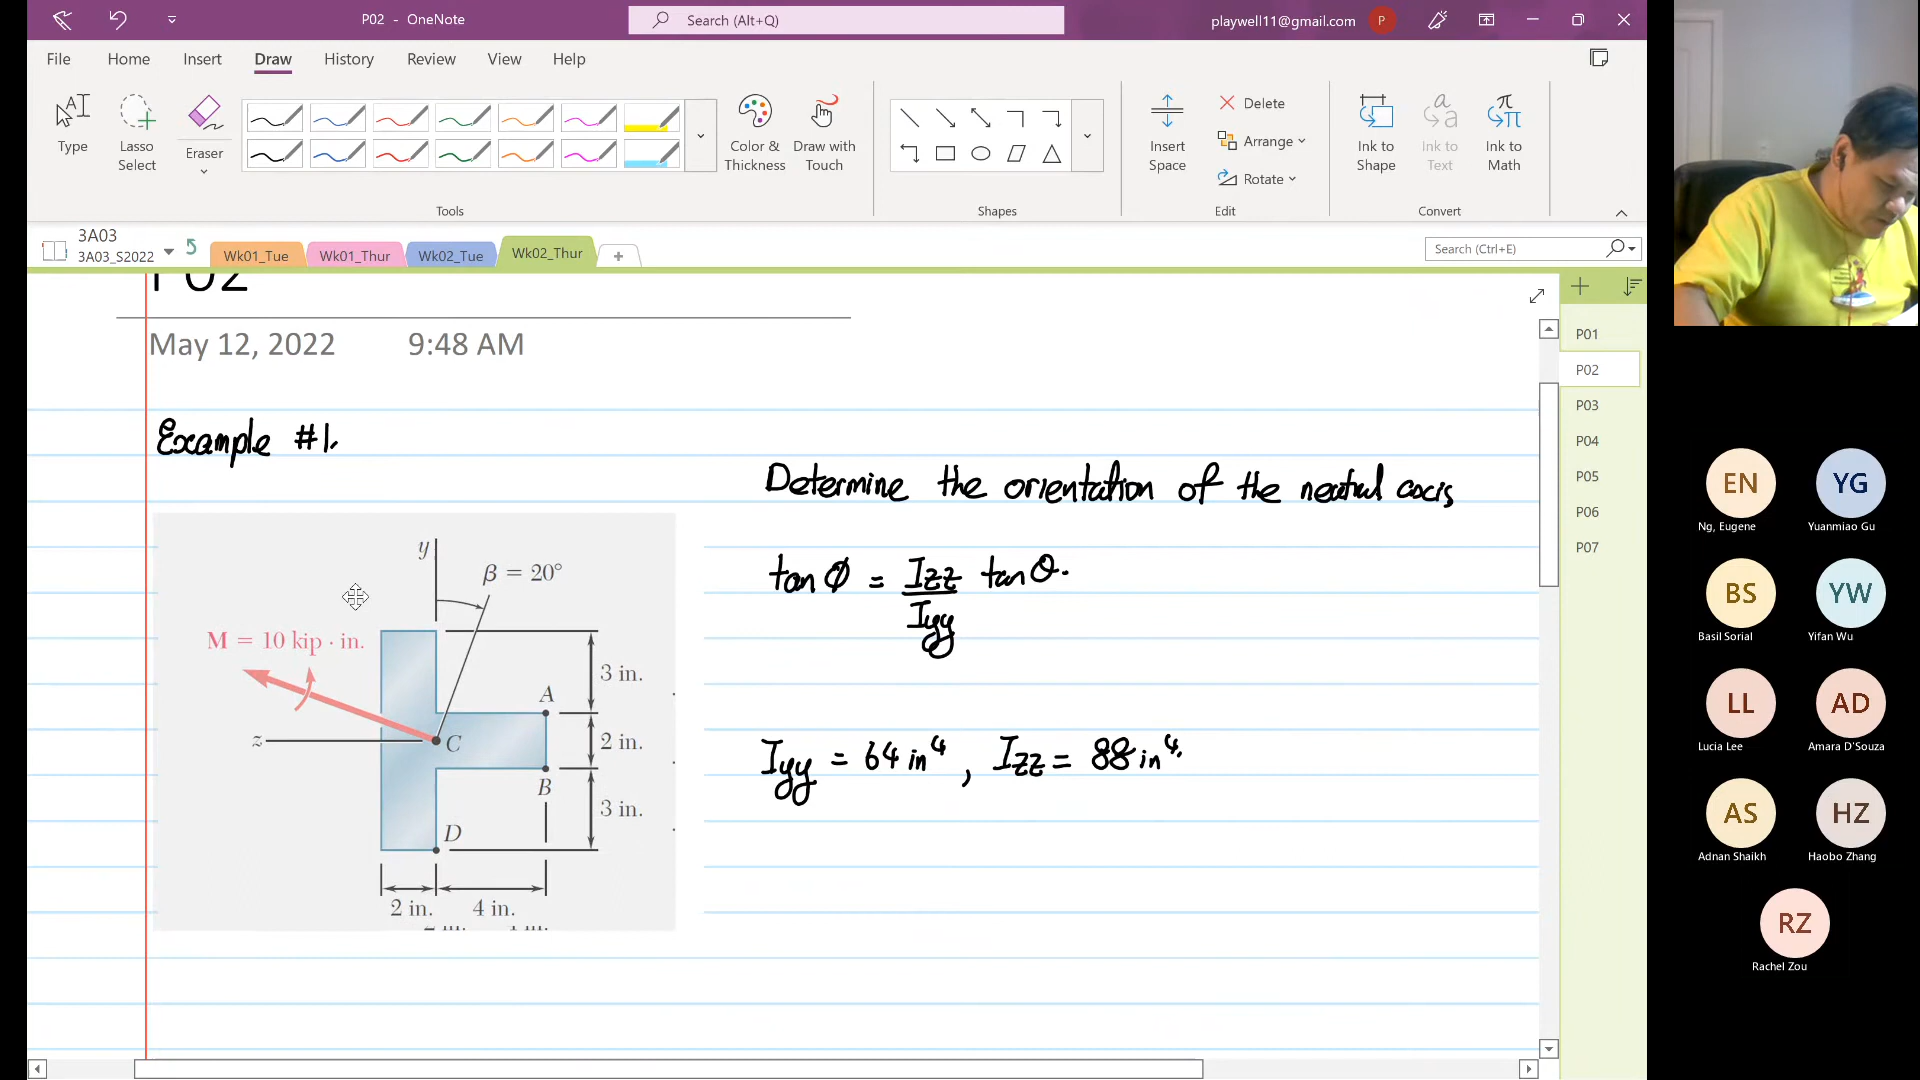 P02 - OneNote
Search (Alt+Q)
playwell11@gmail.com
P
File Home Insert Draw History Review View Help
Type
Lasso Select
Eraser
Color & Thickness
Draw with Touch
Insert Space
Delete
Arrange
Rotate
Ink to Shape
Ink to Text
Ink to Math
Tools Shapes Edit Convert
3A03
3A03_S2022
Wk01_Tue Wk01_Thur Wk02_Tue Wk02_Thur
Search (Ctrl+E)
P02
May 12, 2022 9:48 AM
Example #1.
Determine the orientation of the neutral axis
tan Ø = Izz/Iyy tan θ.
Iyy = 64 in⁴, Izz = 88 in⁴.
y
β = 20°
M = 10 kip · in.
z
C
A
B
D
3 in.
2 in.
3 in.
2 in. 4 in.
P01
P02
P03
P04
P05
P06
P07
EN YG
Ng, Eugene Yuanmiao Gu
BS YW
Basil Sorial Yifan Wu
LL AD
Lucia Lee Amara D'Souza
AS HZ
Adnan Shaikh Haobo Zhang
RZ
Rachel Zou